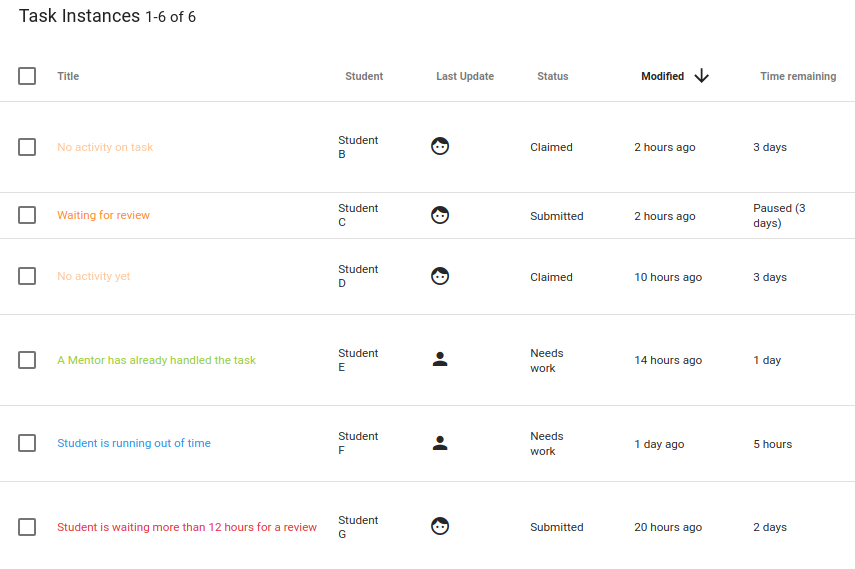 Task Instances 1-6 of 6
Title Student Last Update Status Modified Time remaining
No activity on task Student B Claimed 2 hours ago 3 days
Waiting for review Student C Submitted 2 hours ago Paused (3 days)
No activity yet Student D Claimed 10 hours ago 3 days
A Mentor has already handled the task Student E Needs work 14 hours ago 1 day
Student is running out of time Student F Needs work 1 day ago 5 hours
Student is waiting more than 12 hours for a review Student G Submitted 20 hours ago 2 days